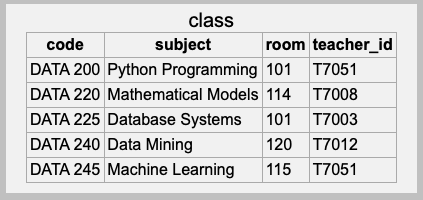 class
code subject room teacher_id
DATA 200 Python Programming 101 T7051
DATA 220 Mathematical Models 114 T7008
DATA 225 Database Systems 101 T7003
DATA 240 Data Mining 120 T7012
DATA 245 Machine Learning 115 T7051